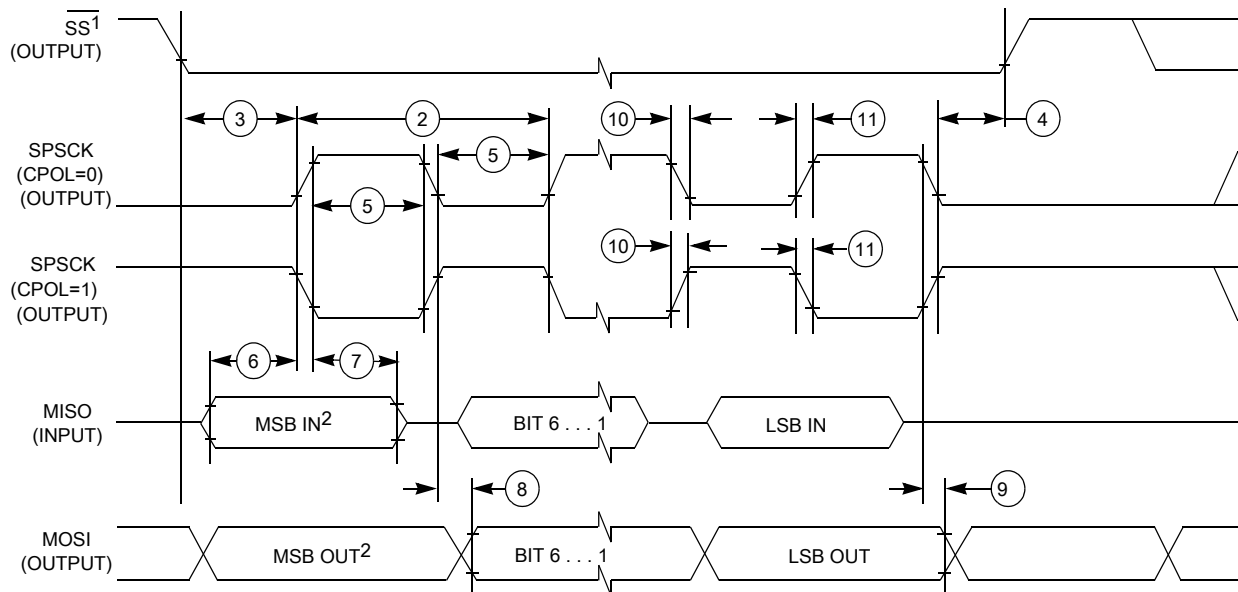 SS¹
(OUTPUT)
3
2
10
11
4
SPSCK
(CPOL=0)
(OUTPUT)
5
5
10
11
SPSCK
(CPOL=1)
(OUTPUT)
6
7
MISO
(INPUT)
MSB IN²
BIT 6 . . . 1
LSB IN
8
9
MOSI
(OUTPUT)
MSB OUT²
BIT 6 . . . 1
LSB OUT